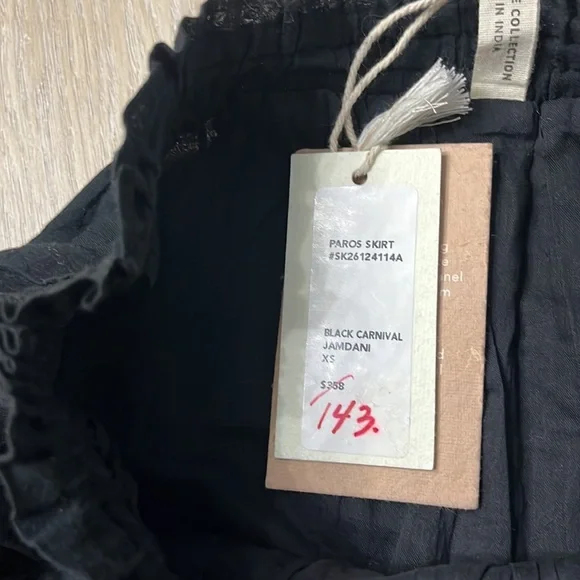 COLLECTION
IN INDIA
PAROS SKIRT
#SK26124114A
BLACK CARNIVAL
JAMDANI
XS
$358
143.